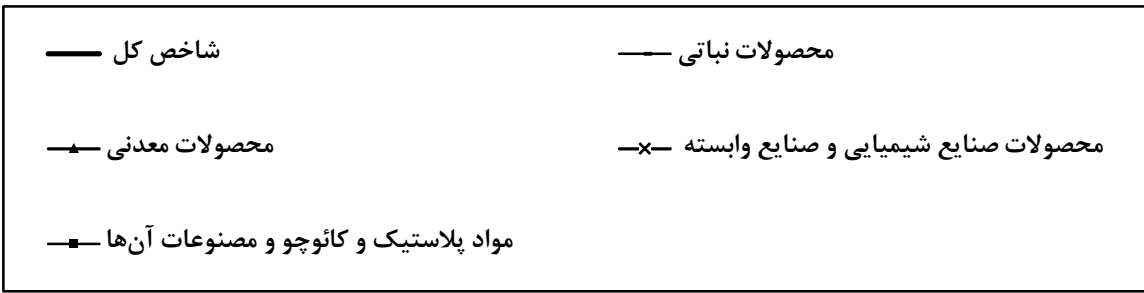 شاخص کل
محصولات نباتی
محصولات معدنی
محصولات صنایع شیمیایی و صنایع وابسته
مواد پلاستیک و کائوچو و مصنوعات آن‌ها